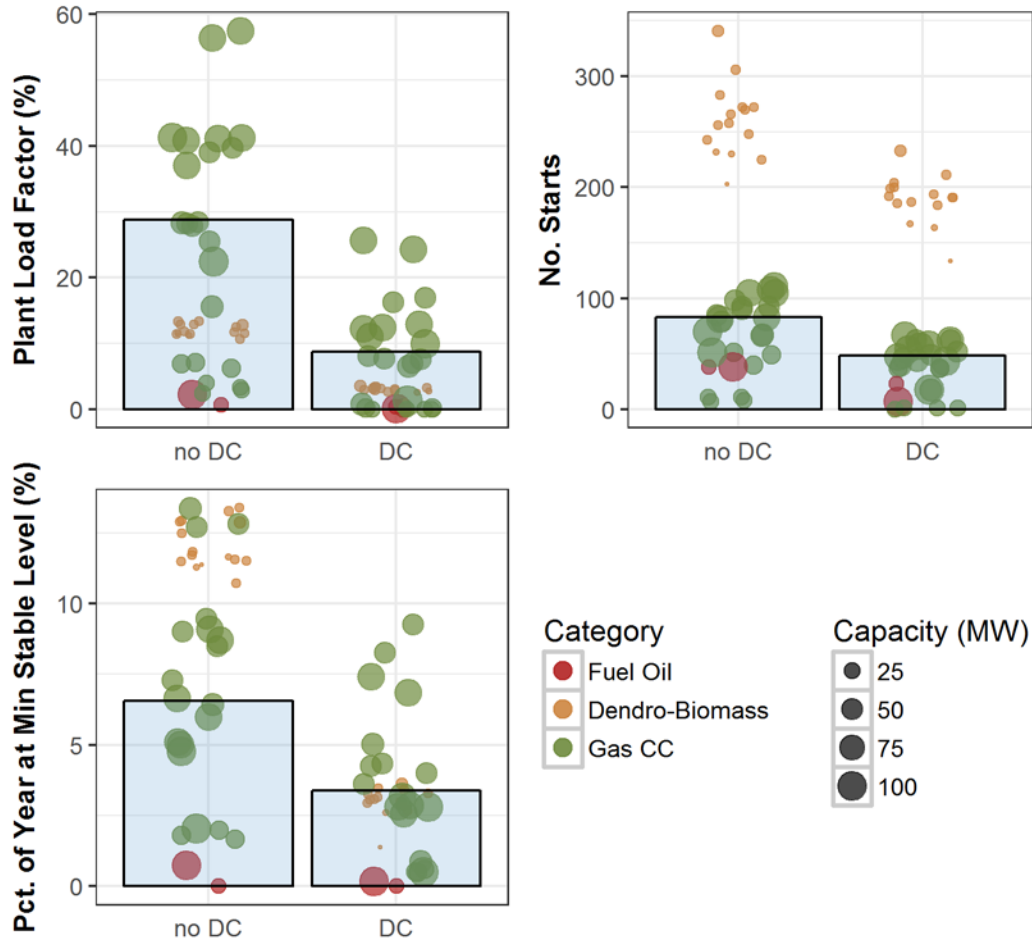 Plant Load Factor (%)
60
40
20
0
no DC
DC
No. Starts
300
200
100
0
no DC
DC
Pct. of Year at Min Stable Level (%)
10
5
0
no DC
DC
Category
Fuel Oil
Dendro-Biomass
Gas CC
Capacity (MW)
25
50
75
100